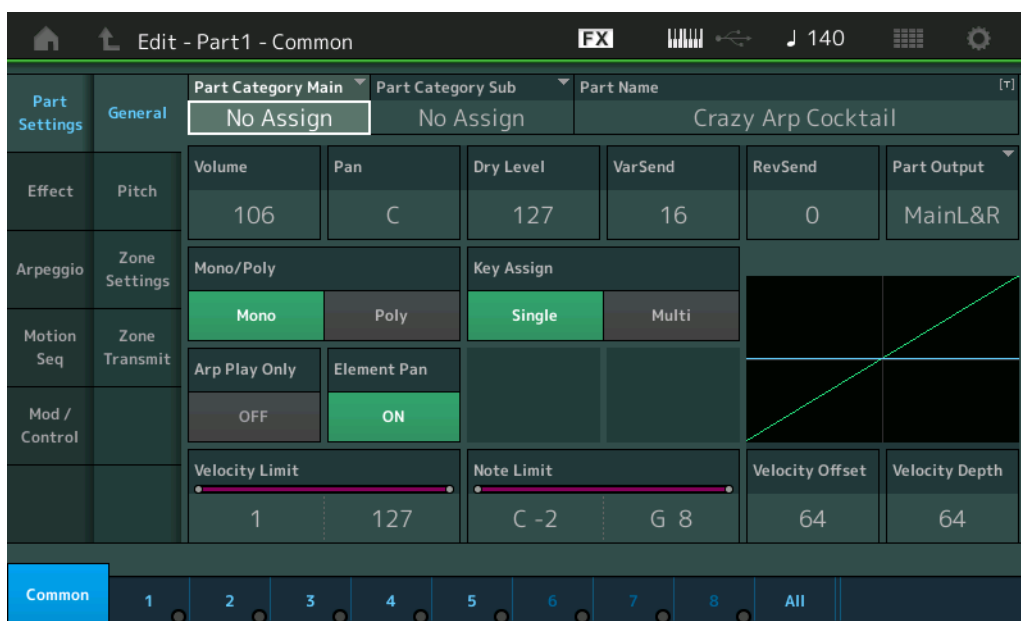 Edit - Part1 - Common
FX
♩ 140
Part Settings
General
Part Category Main
No Assign
Part Category Sub
No Assign
Part Name
[T]
Crazy Arp Cocktail
Effect
Pitch
Volume
106
Pan
C
Dry Level
127
VarSend
16
RevSend
0
Part Output
MainL&R
Arpeggio
Zone Settings
Mono/Poly
Mono
Poly
Key Assign
Single
Multi
Motion Seq
Zone Transmit
Arp Play Only
OFF
Element Pan
ON
Mod / Control
Velocity Limit
1
127
Note Limit
C -2
G 8
Velocity Offset
64
Velocity Depth
64
Common
1
2
3
4
5
6
7
8
All